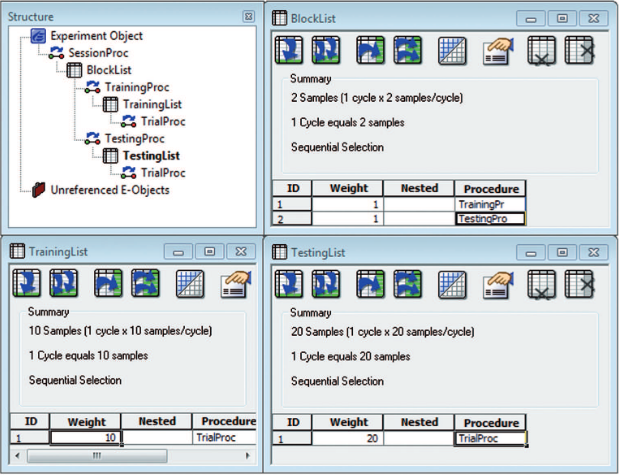 Structure
Experiment Object
SessionProc
BlockList
TrainingProc
TrainingList
TrialProc
TestingProc
TestingList
TrialProc
Unreferenced E-Objects
BlockList
Summary
2 Samples (1 cycle x 2 samples/cycle)
1 Cycle equals 2 samples
Sequential Selection
ID Weight Nested Procedure
1 1 TrainingPr
2 1 TestingPro
TrainingList
Summary
10 Samples (1 cycle x 10 samples/cycle)
1 Cycle equals 10 samples
Sequential Selection
ID Weight Nested Procedure
1 10 TrialProc
TestingList
Summary
20 Samples (1 cycle x 20 samples/cycle)
1 Cycle equals 20 samples
Sequential Selection
ID Weight Nested Procedure
1 20 TrialProc